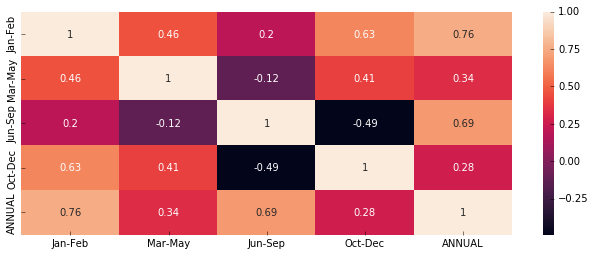 Jan-Feb 1 0.46 0.2 0.63 0.76
Mar-May 0.46 1 -0.12 0.41 0.34
Jun-Sep 0.2 -0.12 1 -0.49 0.69
Oct-Dec 0.63 0.41 -0.49 1 0.28
ANNUAL 0.76 0.34 0.69 0.28 1
Jan-Feb Mar-May Jun-Sep Oct-Dec ANNUAL
1.00
0.75
0.50
0.25
0.00
-0.25